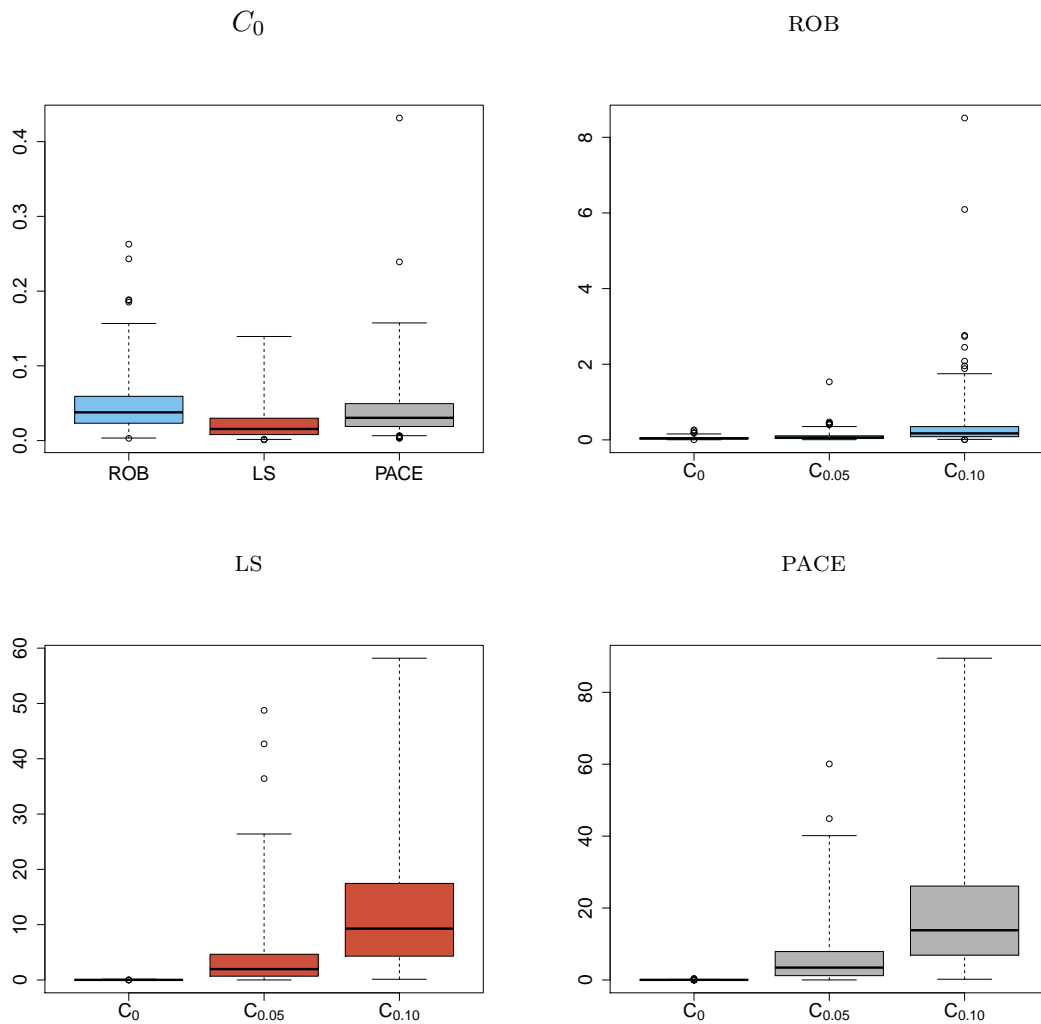 C₀
ROB
0.0 0.1 0.2 0.3 0.4
ROB LS PACE
0 2 4 6 8
C₀ C₀.₀₅ C₀.₁₀
LS
PACE
0 10 20 30 40 50 60
C₀ C₀.₀₅ C₀.₁₀
0 20 40 60 80
C₀ C₀.₀₅ C₀.₁₀